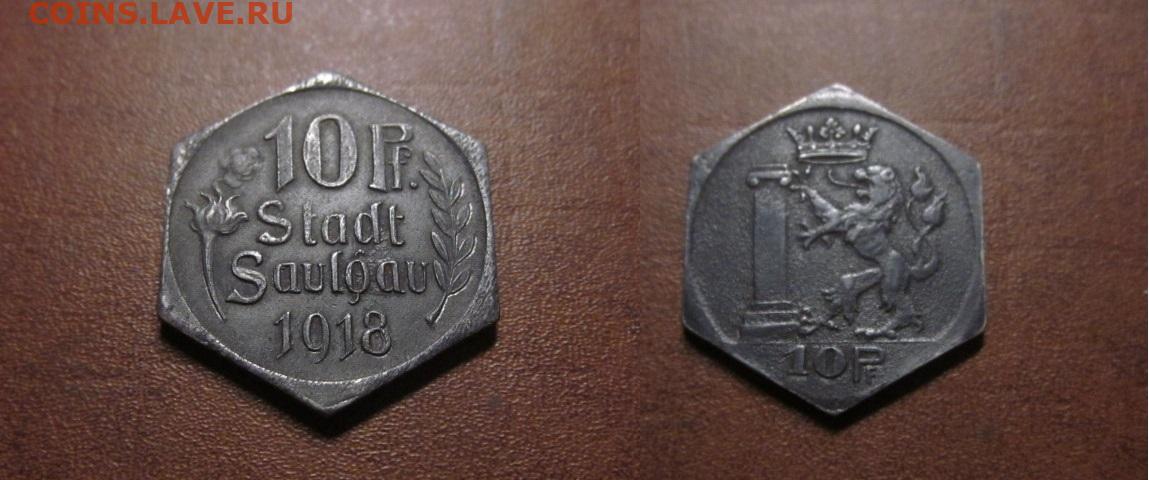 COINS.LAVE.RU
10 Pf.
Stadt
Saulgau
1918
10 Pf